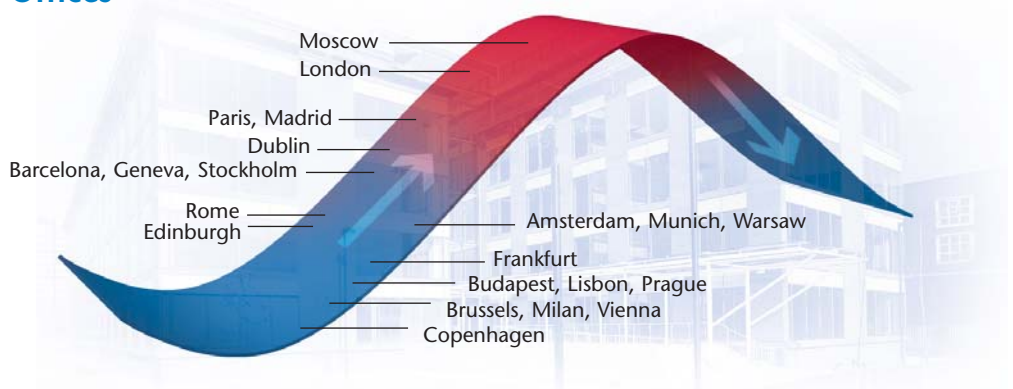 Offices
Moscow
London
Paris, Madrid
Dublin
Barcelona, Geneva, Stockholm
Rome
Edinburgh
Amsterdam, Munich, Warsaw
Frankfurt
Budapest, Lisbon, Prague
Brussels, Milan, Vienna
Copenhagen